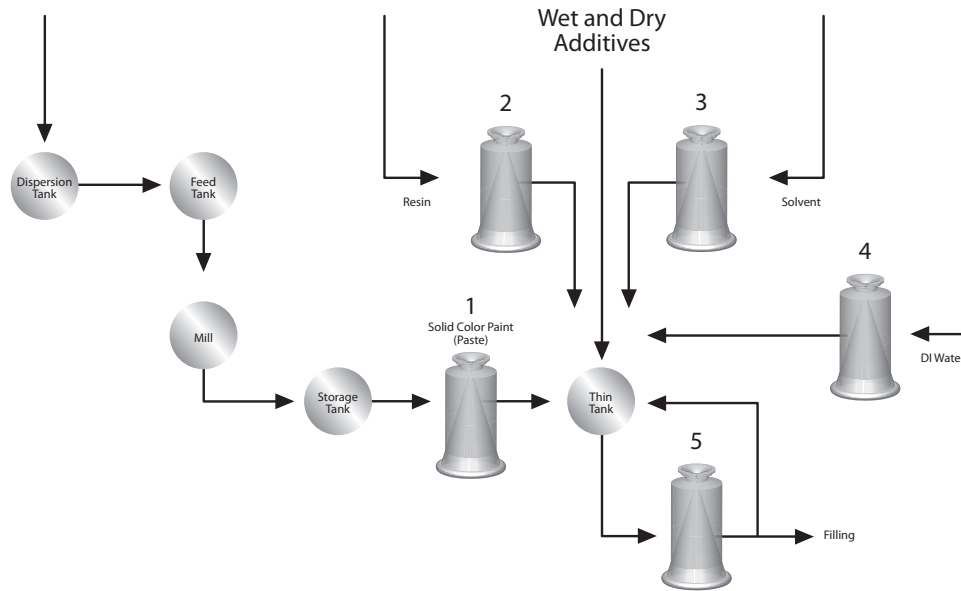 Wet and Dry
Additives
2
3
Dispersion
Tank
Feed
Tank
Resin
Solvent
4
1
Solid Color Paint
(Paste)
Mill
DI Wate
Storage
Tank
Thin
Tank
5
Filling